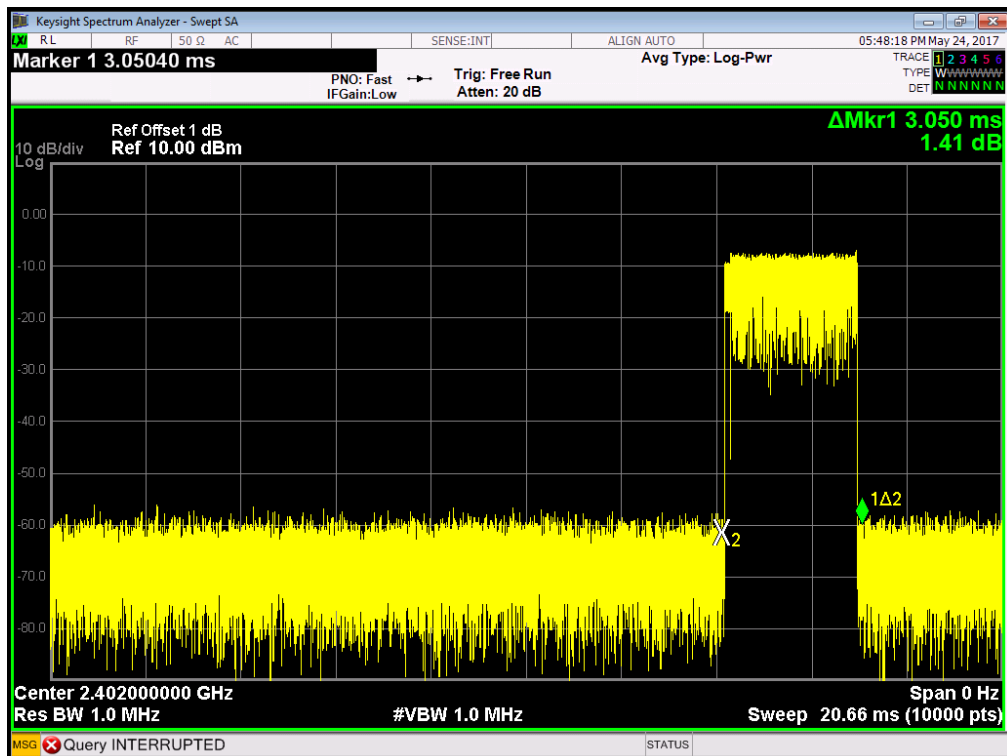 Keysight Spectrum Analyzer - Swept SA
LXI RL RF 50 Ω AC SENSE:INT ALIGN AUTO 05:48:18 PM May 24, 2017
Marker 1 3.05040 ms
PNO: Fast
IFGain:Low
Trig: Free Run
Atten: 20 dB
Avg Type: Log-Pwr
TRACE 1 2 3 4 5 6
TYPE WWWWWW
DET N N N N N N
ΔMkr1 3.050 ms
1.41 dB
Ref Offset 1 dB
10 dB/div Ref 10.00 dBm
Log
0.00
-10.0
-20.0
-30.0
-40.0
-50.0
1Δ2
-60.0
2
-70.0
-80.0
Center 2.402000000 GHz Span 0 Hz
Res BW 1.0 MHz #VBW 1.0 MHz Sweep 20.66 ms (10000 pts)
MSG Query INTERRUPTED STATUS